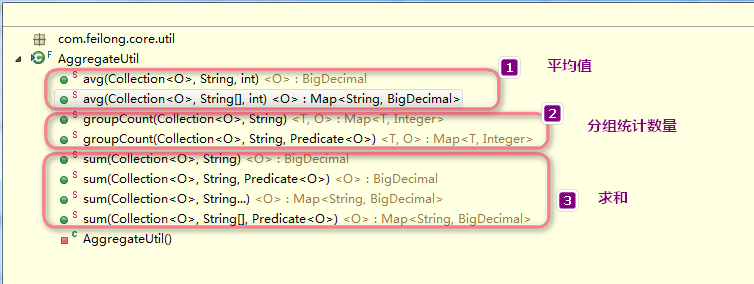 com.feilong.core.util
F
AggregateUtil
S avg(Collection<O>, String, int) <O> : BigDecimal
S avg(Collection<O>, String[], int) <O> : Map<String, BigDecimal>
1 平均值
S groupCount(Collection<O>, String) <T, O> : Map<T, Integer>
S groupCount(Collection<O>, String, Predicate<O>) <T, O> : Map<T, Integer>
2 分组统计数量
S sum(Collection<O>, String) <O> : BigDecimal
S sum(Collection<O>, String, Predicate<O>) <O> : BigDecimal
S sum(Collection<O>, String...) <O> : Map<String, BigDecimal>
S sum(Collection<O>, String[], Predicate<O>) <O> : Map<String, BigDecimal>
3 求和
C AggregateUtil()